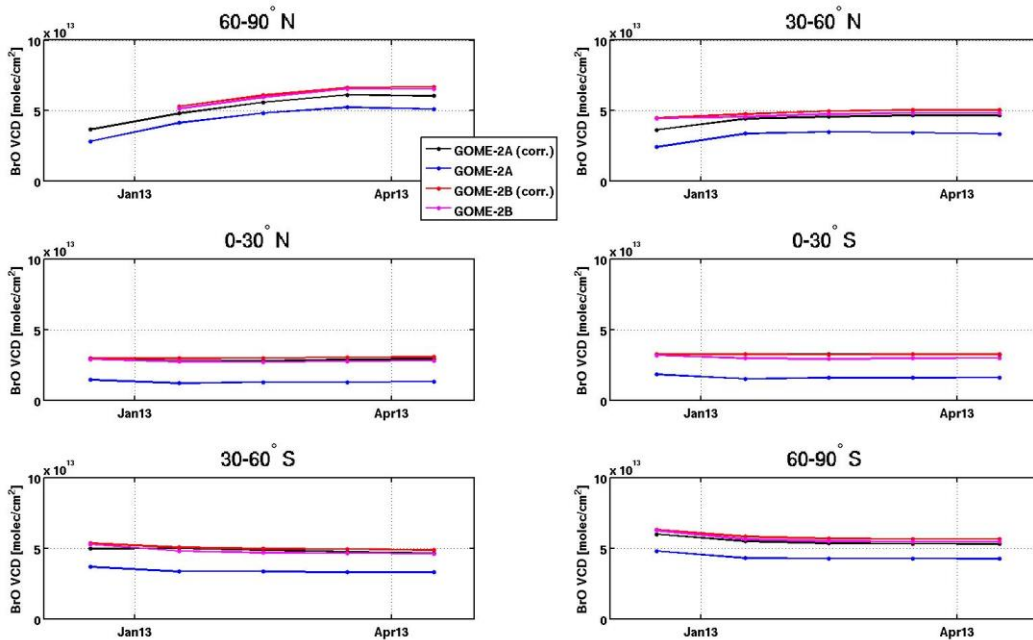 60-90° N
x 10^13
10
5
0
BrO VCD [molec/cm²]
Jan13
Apr13
30-60° N
x 10^13
10
5
0
BrO VCD [molec/cm²]
Jan13
Apr13
GOME-2A (corr.)
GOME-2A
GOME-2B (corr.)
GOME-2B
0-30° N
x 10^13
10
5
0
BrO VCD [molec/cm²]
Jan13
Apr13
0-30° S
x 10^13
10
5
0
BrO VCD [molec/cm²]
Jan13
Apr13
30-60° S
x 10^13
10
5
0
BrO VCD [molec/cm²]
Jan13
Apr13
60-90° S
x 10^13
10
5
0
BrO VCD [molec/cm²]
Jan13
Apr13